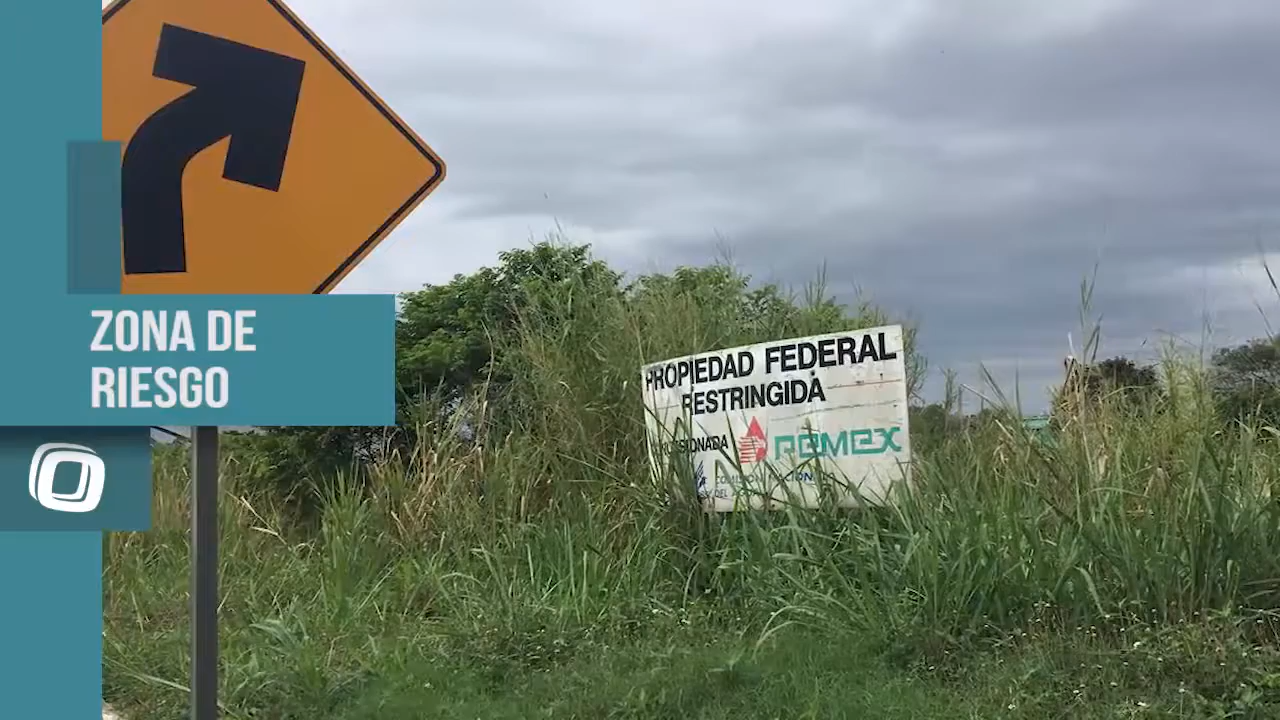 ZONA DE
RIESGO
PROPIEDAD FEDERAL
RESTRINGIDA
PEMEX